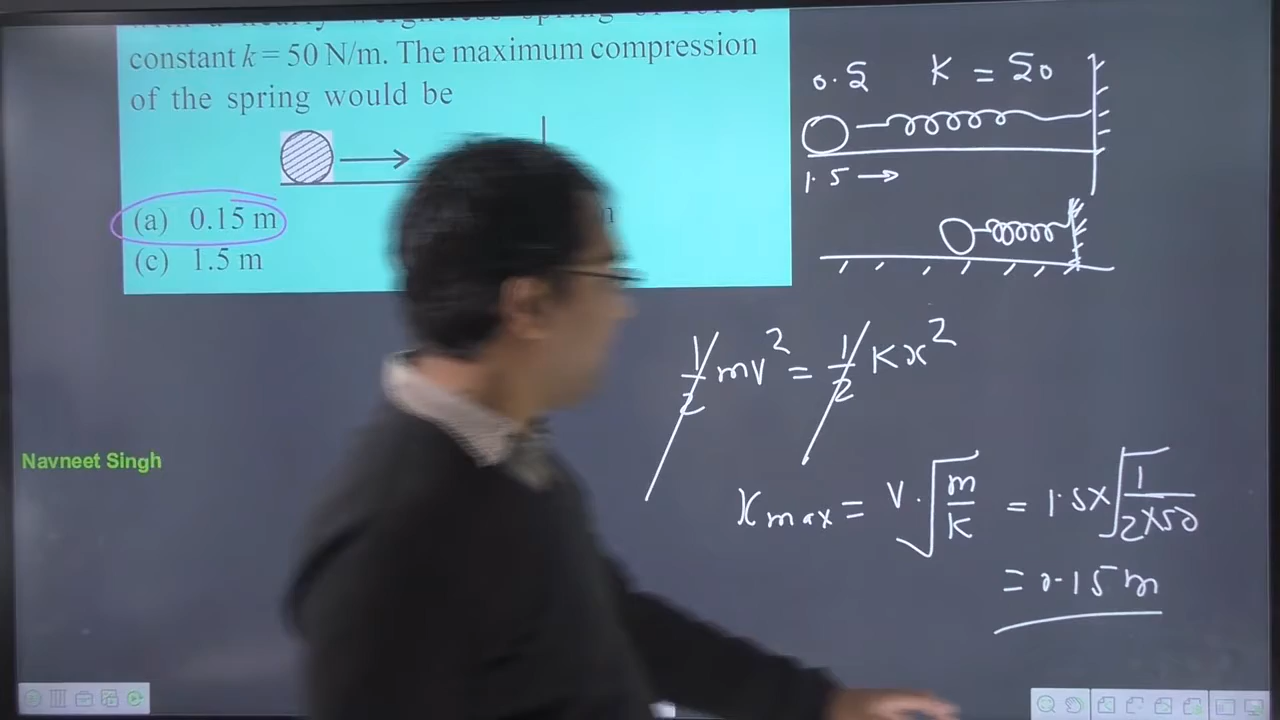 constant k = 50 N/m. The maximum compression
of the spring would be
(a) 0.15 m
(c) 1.5 m
0.5 K = 50
1.5 →
1/2 mv² = 1/2 Kx²
xmax = V.√m/K = 1.5×√1/2×50
= 0.15 m
Navneet Singh